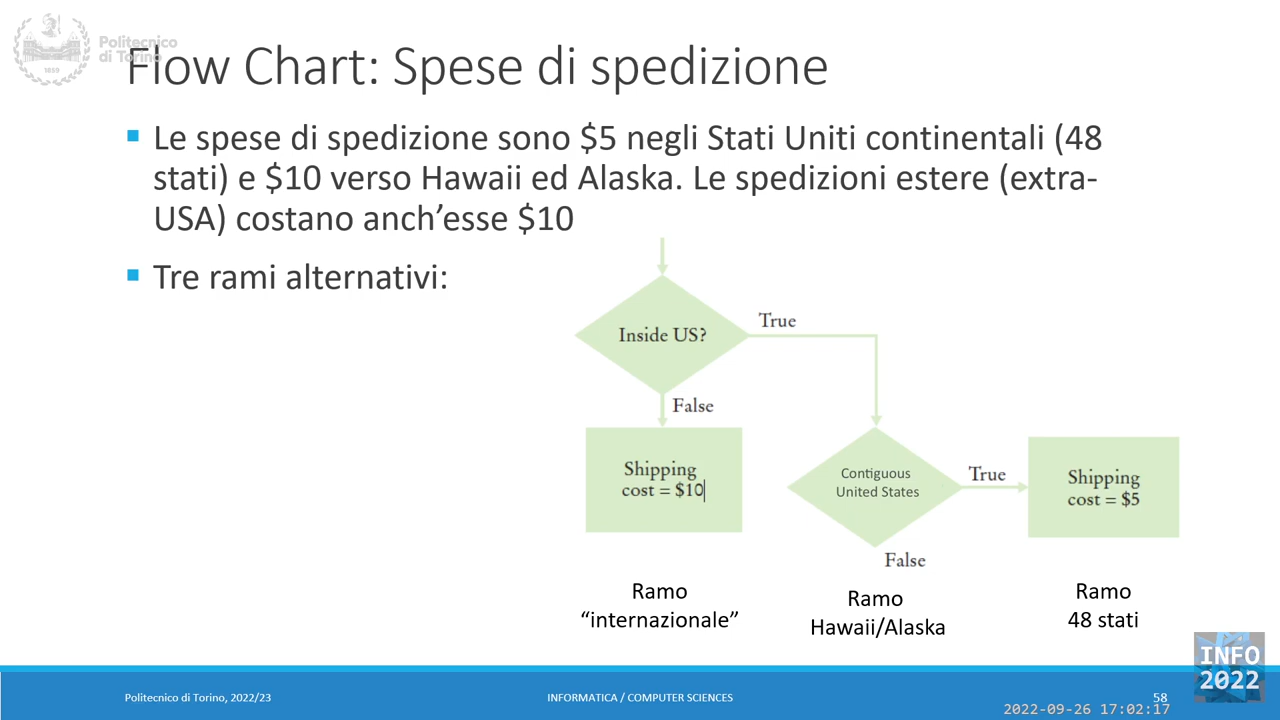 Politecnico
di Torino
1859
Flow Chart: Spese di spedizione
Le spese di spedizione sono $5 negli Stati Uniti continentali (48
stati) e $10 verso Hawaii ed Alaska. Le spedizioni estere (extra-
USA) costano anch’esse $10
Tre rami alternativi:
Inside US?
True
False
Shipping
cost = $10
Contiguous
United States
True
False
Shipping
cost = $5
Ramo
“internazionale”
Ramo
Hawaii/Alaska
Ramo
48 stati
Politecnico di Torino, 2022/23
INFORMATICA / COMPUTER SCIENCES
58
INFO
2022
2022-09-26 17:02:17